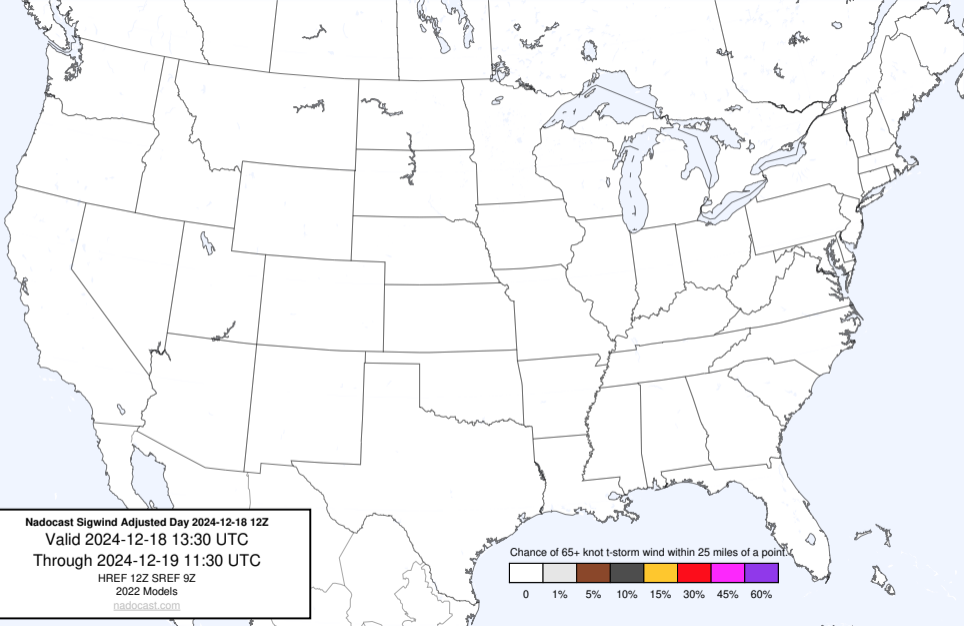 Nadocast Sigwind Adjusted Day 2024-12-18 12Z
Valid 2024-12-18 13:30 UTC
Through 2024-12-19 11:30 UTC
HREF 12Z SREF 9Z
2022 Models
nadocast.com
Chance of 65+ knot t-storm wind within 25 miles of a point.
0 1% 5% 10% 15% 30% 45% 60%